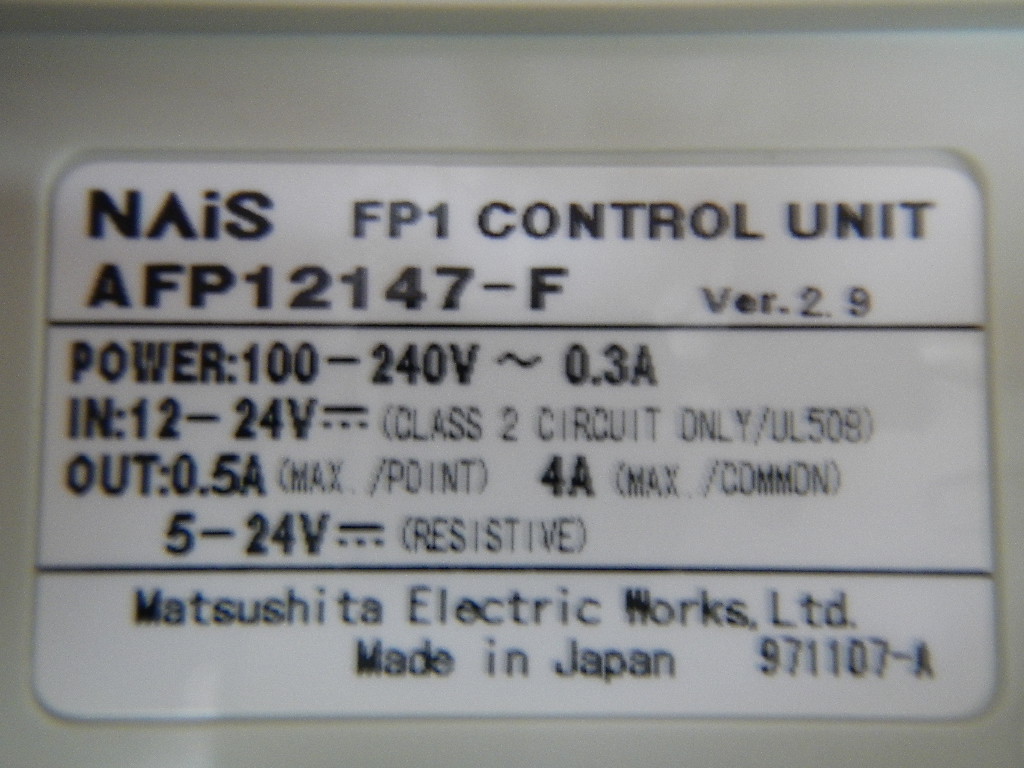 NAiS FP1 CONTROL UNIT
AFP12147-F Ver.2.9
POWER:100-240V ~ 0.3A
IN:12-24V⎓(CLASS 2 CIRCUIT ONLY/UL508)
OUT:0.5A(MAX./POINT) 4A (MAX./COMMON)
5-24V⎓(RESISTIVE)
Matsushita Electric Works,Ltd.
Made in Japan 971107-A